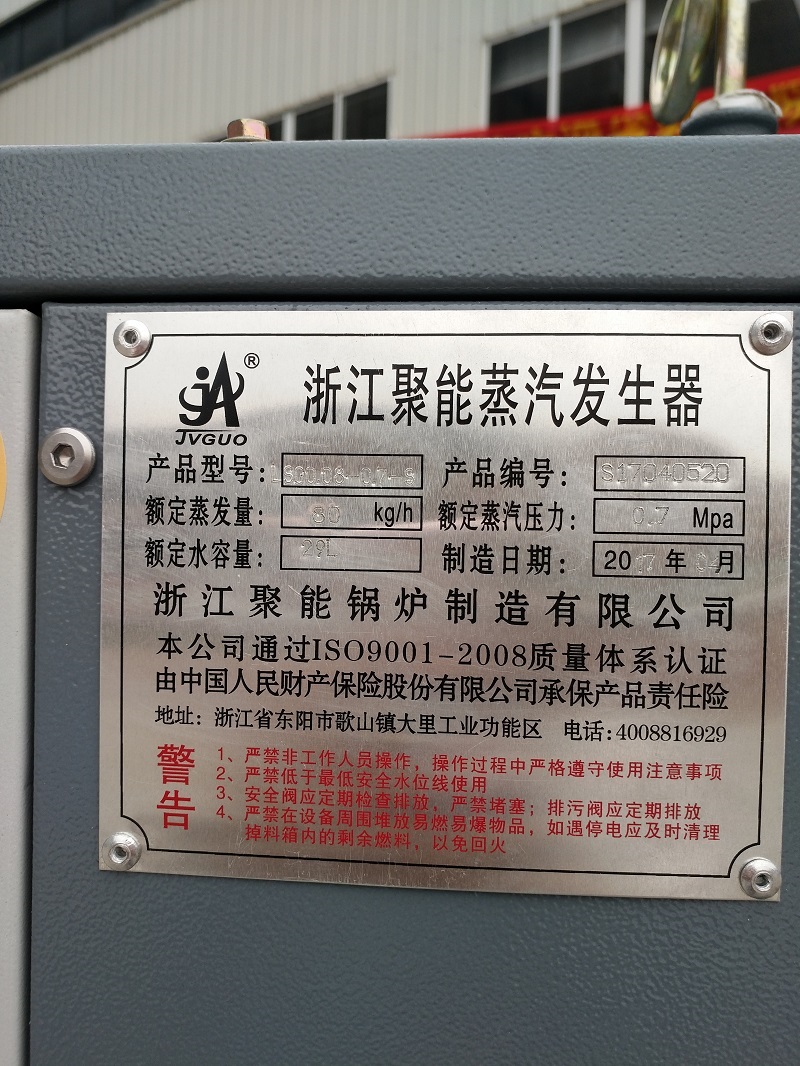 ®
JVGUO
浙江聚能蒸汽发生器
产品型号: 产品编号: S17040520
额定蒸发量: 80 kg/h 额定蒸汽压力: 0.7 Mpa
额定水容量: 29L 制造日期: 2017年04月
浙江聚能锅炉制造有限公司
本公司通过ISO9001-2008质量体系认证
由中国人民财产保险股份有限公司承保产品责任险
地址: 浙江省东阳市歌山镇大里工业功能区 电话:4008816929
警告
1、严禁非工作人员操作，操作过程中严格遵守使用注意事项
2、严禁低于最低安全水位线使用
3、安全阀应定期检查排放，严禁堵塞；排污阀应定期排放
4、严禁在设备周围堆放易燃易爆物品，如遇停电应及时清理
掉料箱内的剩余燃料，以免回火